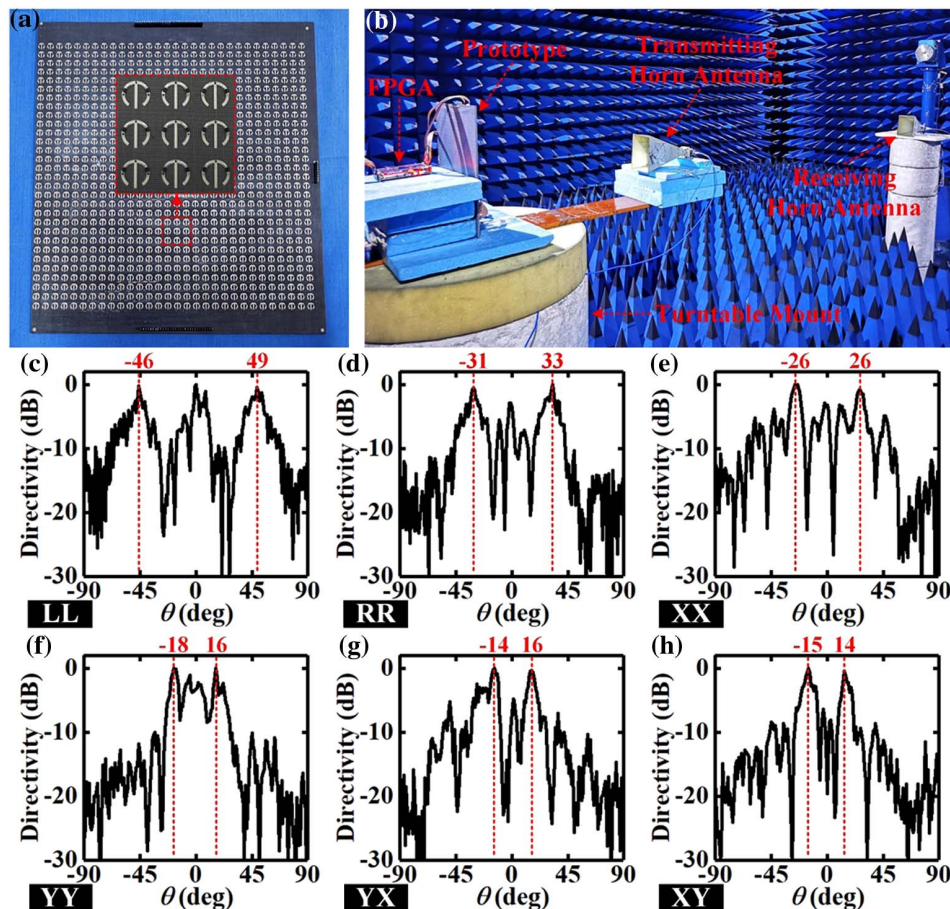 (a)
(b)
Prototype
Transmitting
Horn Antenna
FPGA
Receiving
Horn Antenna
Turntable Mount
(c) -46 49
Directivity (dB)
0
-10
-20
-30
-90 -45 0 45 90
LL θ (deg)
(d) -31 33
Directivity (dB)
0
-10
-20
-30
-90 -45 0 45 90
RR θ (deg)
(e) -26 26
Directivity (dB)
0
-10
-20
-30
-90 -45 0 45 90
XX θ (deg)
(f) -18 16
Directivity (dB)
0
-10
-20
-30
-90 -45 0 45 90
YY θ (deg)
(g) -14 16
Directivity (dB)
0
-10
-20
-30
-90 -45 0 45 90
YX θ (deg)
(h) -15 14
Directivity (dB)
0
-10
-20
-30
-90 -45 0 45 90
XY θ (deg)